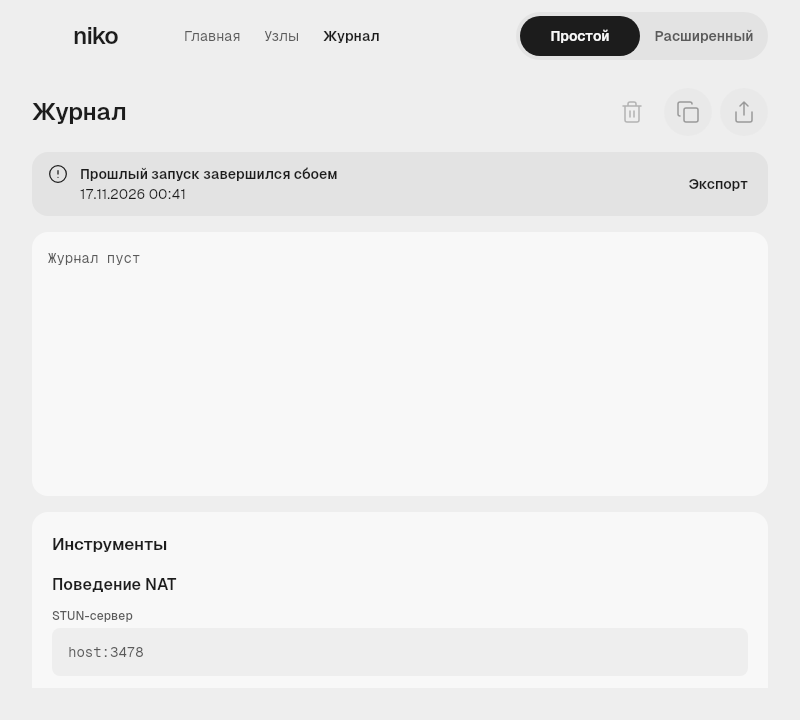 niko
Главная
Узлы
Журнал
Простой
Расширенный
Журнал
Прошлый запуск завершился сбоем
17.11.2026 00:41
Экспорт
Журнал пуст
Инструменты
Поведение NAT
STUN-сервер
host:3478